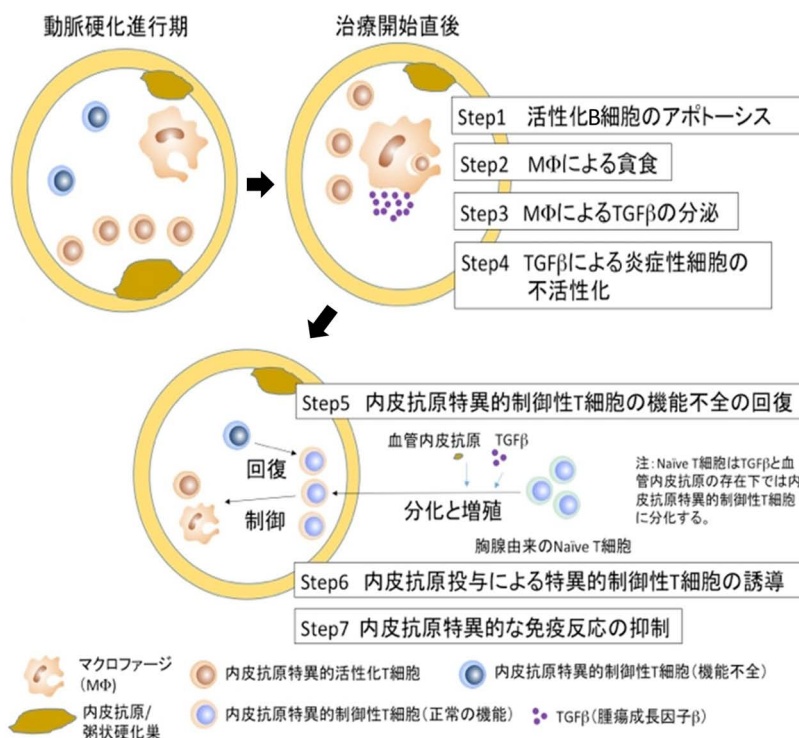 動脈硬化進行期
治療開始直後
Step1 活性化B細胞のアポトーシス
Step2 MΦによる貪食
Step3 MΦによるTGFβの分泌
Step4 TGFβによる炎症性細胞の
不活性化
Step5 内皮抗原特異的制御性T細胞の機能不全の回復
血管内皮抗原 TGFβ
回復
制御
分化と増殖
注：Naïve T細胞はTGFβと血
管内皮抗原の存在下では内
皮抗原特異的制御性T細胞
に分化する。
胸腺由来のNaïve T細胞
Step6 内皮抗原投与による特異的制御性T細胞の誘導
Step7 内皮抗原特異的な免疫反応の抑制
マクロファージ
(MΦ)
内皮抗原特異的活性化T細胞
内皮抗原特異的制御性T細胞(機能不全)
内皮抗原/
粥状硬化巣
内皮抗原特異的制御性T細胞(正常の機能)
TGFβ(腫瘍成長因子β)